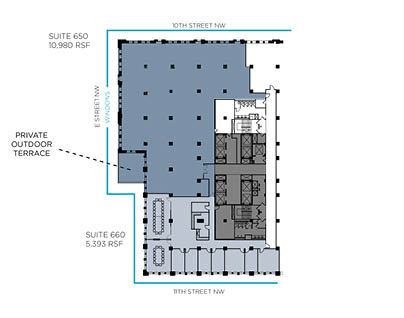 10TH STREET NW
SUITE 650
10,980 RSF
E STREET NW
WINDOWS
PRIVATE
OUTDOOR
TERRACE
SUITE 660
5,393 RSF
11TH STREET NW